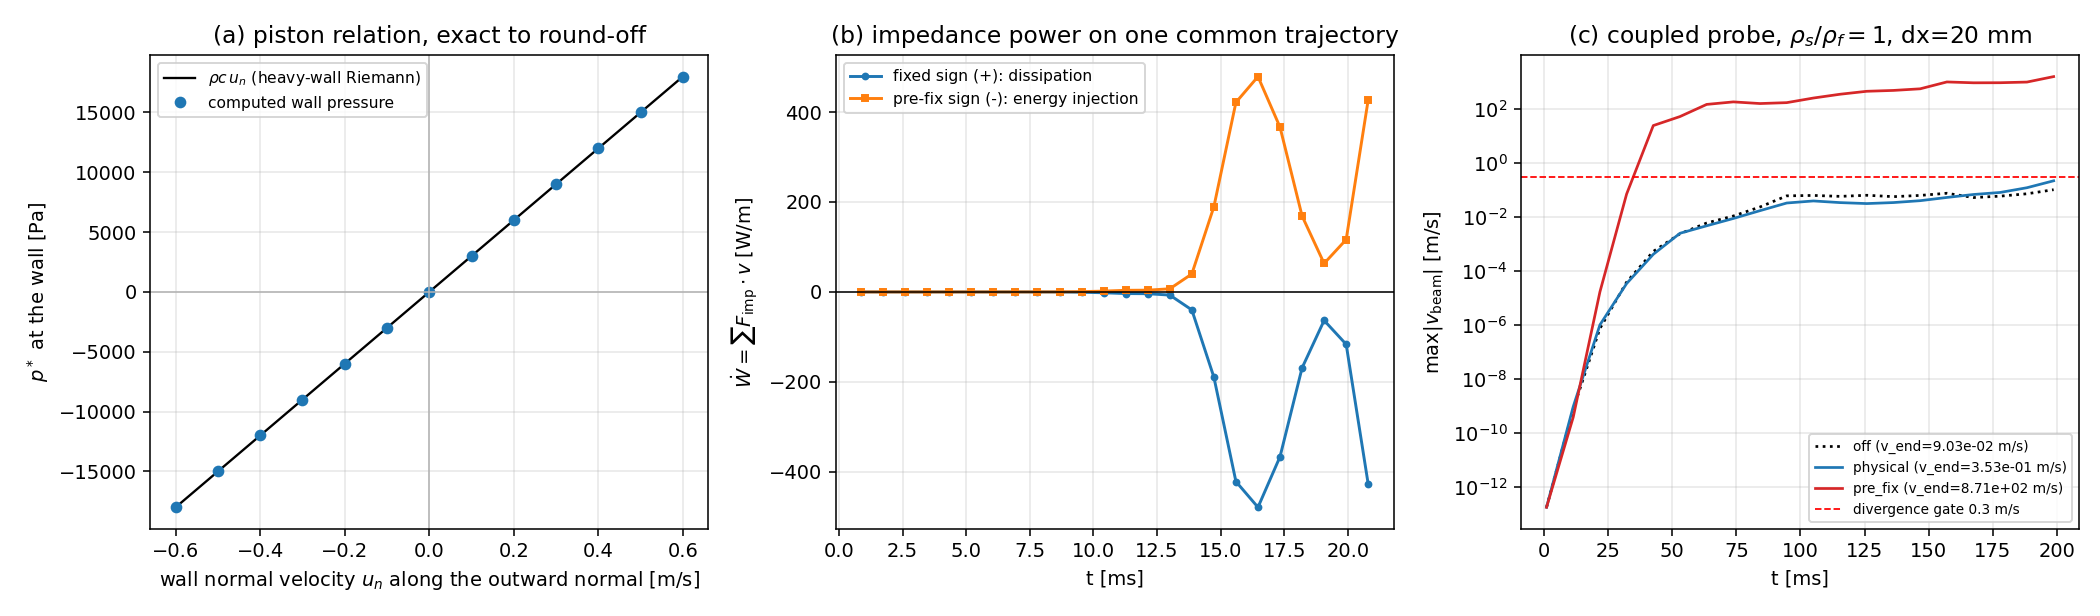 (a) piston relation, exact to round-off
ρc u_n (heavy-wall Riemann)
computed wall pressure
15000
10000
5000
0
−5000
−10000
−15000
p* at the wall [Pa]
−0.6 −0.4 −0.2 0.0 0.2 0.4 0.6
wall normal velocity u_n along the outward normal [m/s]
(b) impedance power on one common trajectory
fixed sign (+): dissipation
pre-fix sign (-): energy injection
400
200
0
−200
−400
Ẇ = ∑F_imp · v [W/m]
0.0 2.5 5.0 7.5 10.0 12.5 15.0 17.5 20.0
t [ms]
(c) coupled probe, ρ_s/ρ_f = 1, dx=20 mm
10²
10⁰
10⁻²
10⁻⁴
10⁻⁶
10⁻⁸
10⁻¹⁰
10⁻¹²
max|v_beam| [m/s]
off (v_end=9.03e-02 m/s)
physical (v_end=3.53e-01 m/s)
pre_fix (v_end=8.71e+02 m/s)
divergence gate 0.3 m/s
0 25 50 75 100 125 150 175 200
t [ms]